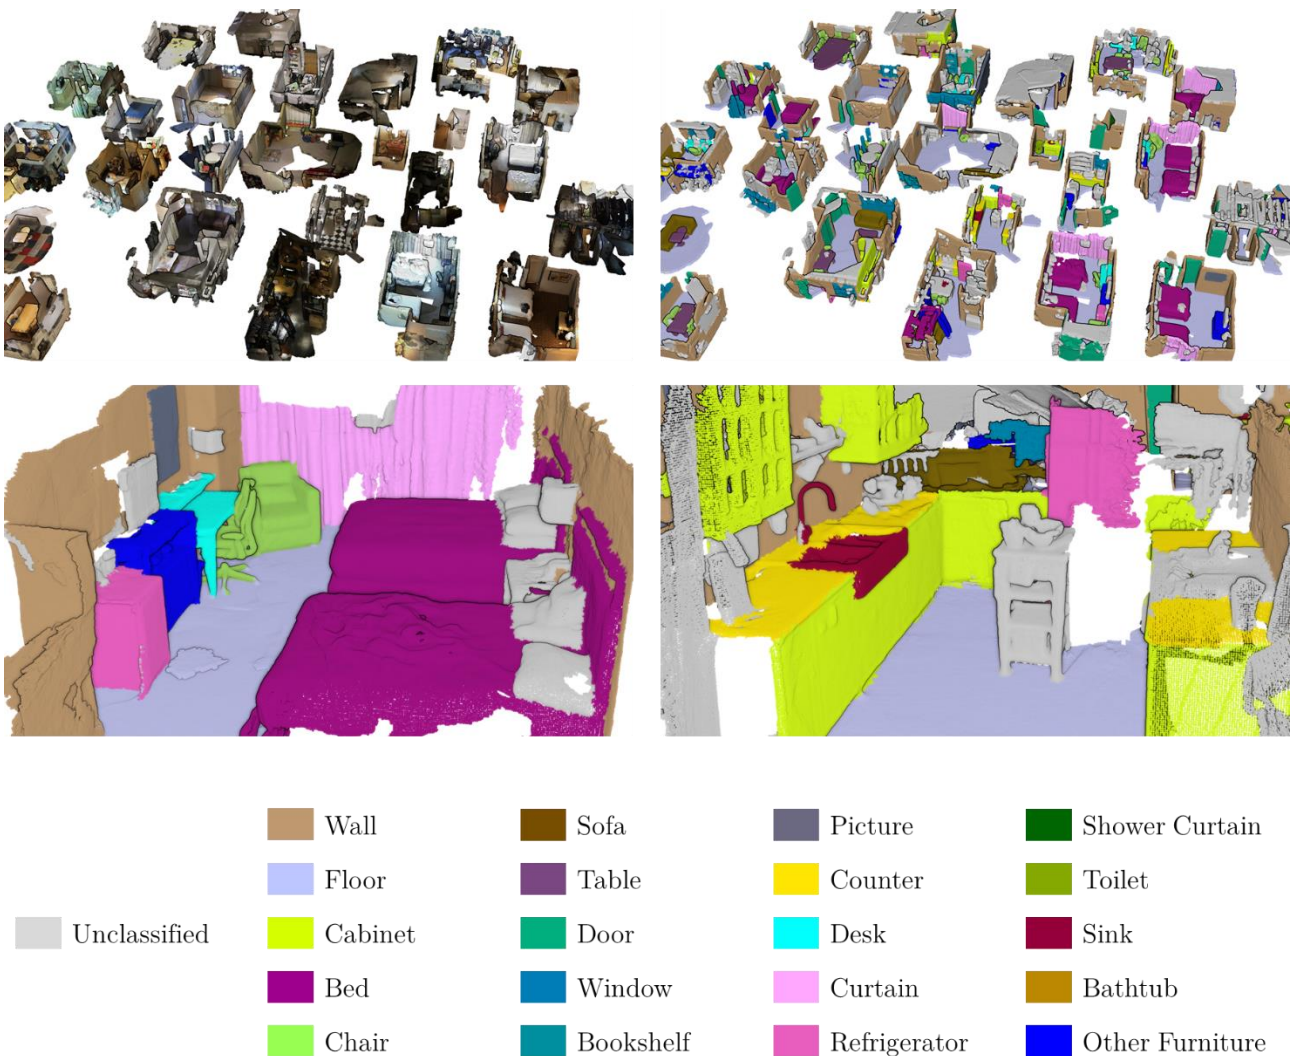 Wall
Sofa
Picture
Shower Curtain
Floor
Table
Counter
Toilet
Unclassified
Cabinet
Door
Desk
Sink
Bed
Window
Curtain
Bathtub
Chair
Bookshelf
Refrigerator
Other Furniture